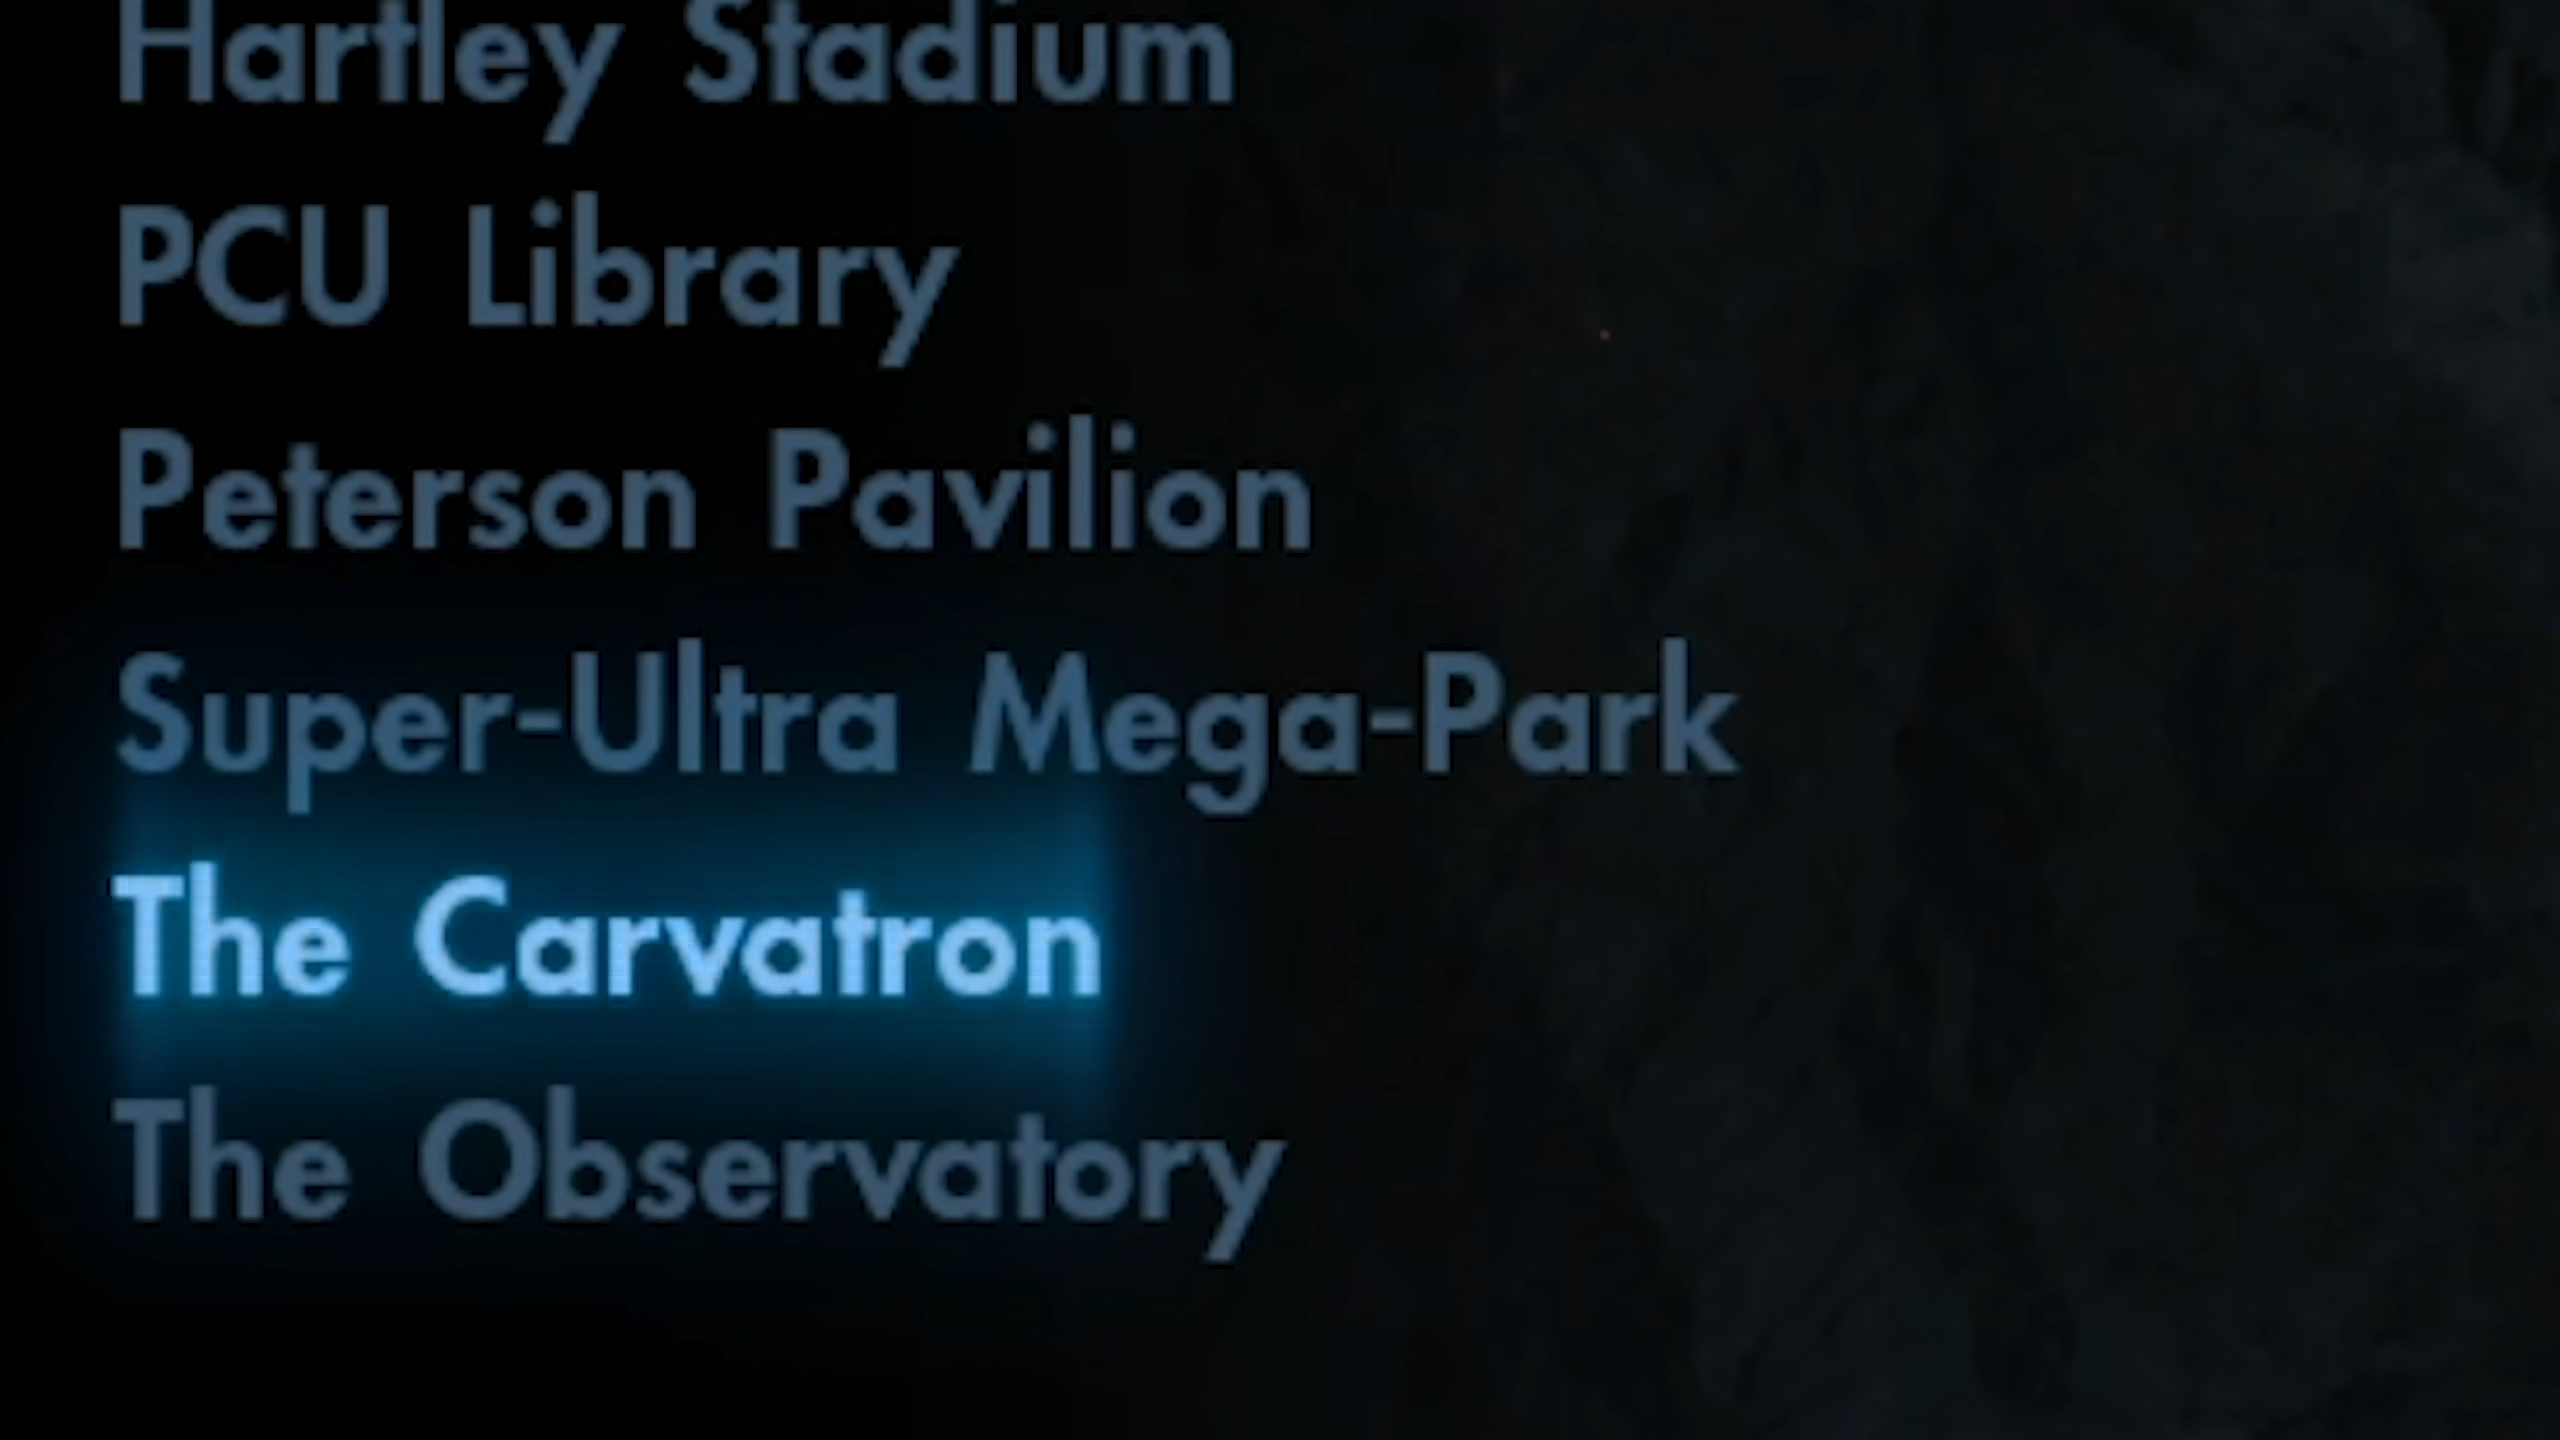 Hartley Stadium
PCU Library
Peterson Pavilion
Super-Ultra Mega-Park
The Carvatron
The Observatory